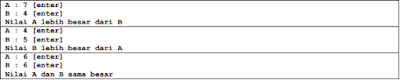 A : 7 [enter]
B : 4 [enter]
Nilai A lebih besar dari B
A : 4 [enter]
B : 5 [enter]
Nilai B lebih besar dari A
A : 6 [enter]
B : 6 [enter]
Nilai A dan B sama besar